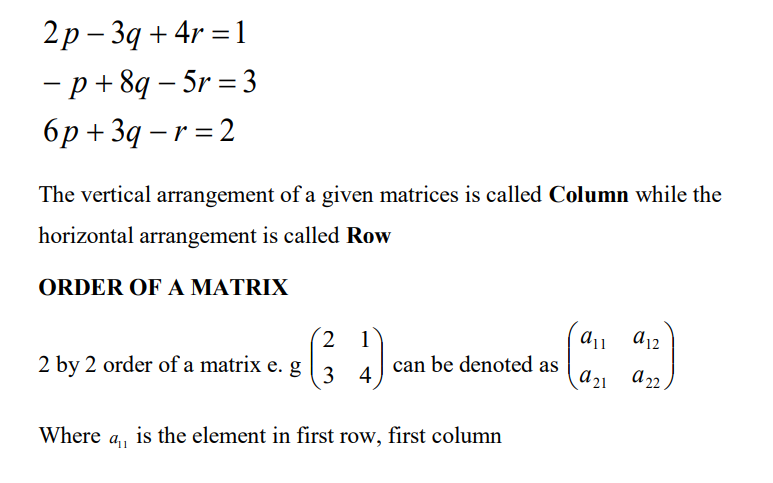 2p – 3q + 4r = 1
– p + 8q – 5r = 3
6p + 3q – r = 2
The vertical arrangement of a given matrices is called Column while the
horizontal arrangement is called Row
ORDER OF A MATRIX
2 by 2 order of a matrix e. g (2 1 3 4) can be denoted as (a₁₁ a₁₂ a₂₁ a₂₂)
Where a₁₁ is the element in first row, first column